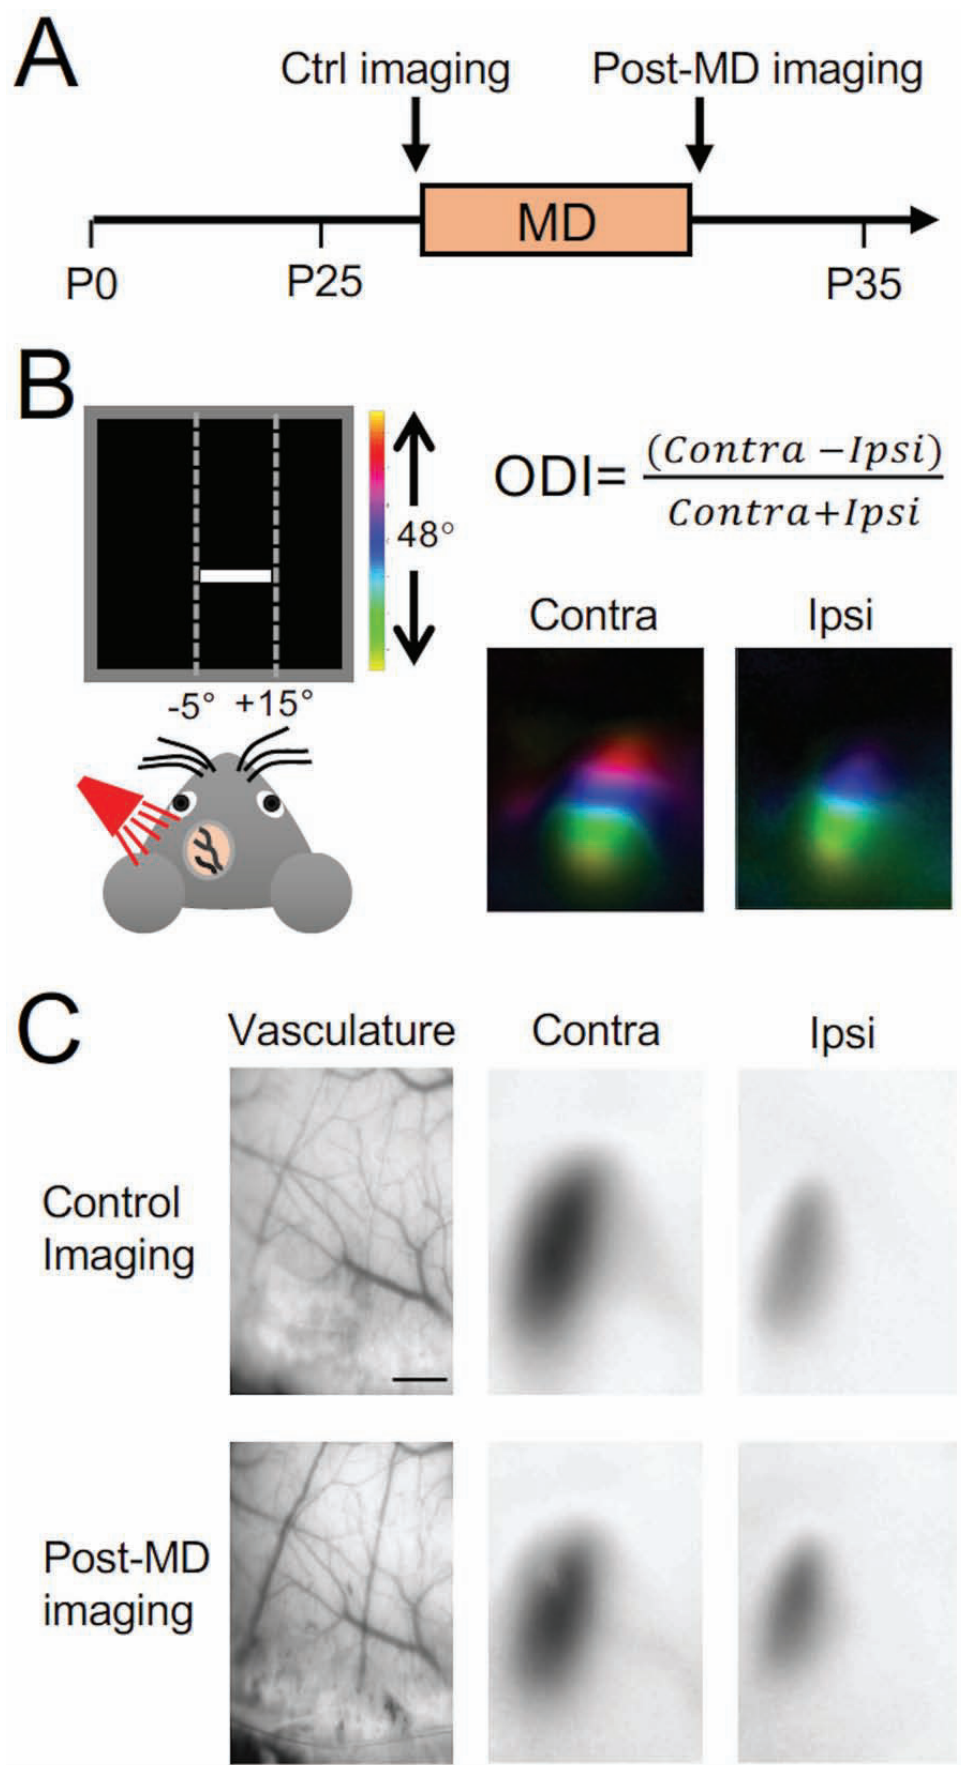 A
Ctrl imaging
Post-MD imaging
MD
P0
P25
P35
B
48°
-5° +15°
ODI= (Contra −Ipsi)
Contra+Ipsi
Contra
Ipsi
C
Vasculature
Contra
Ipsi
Control
Imaging
Post-MD
imaging